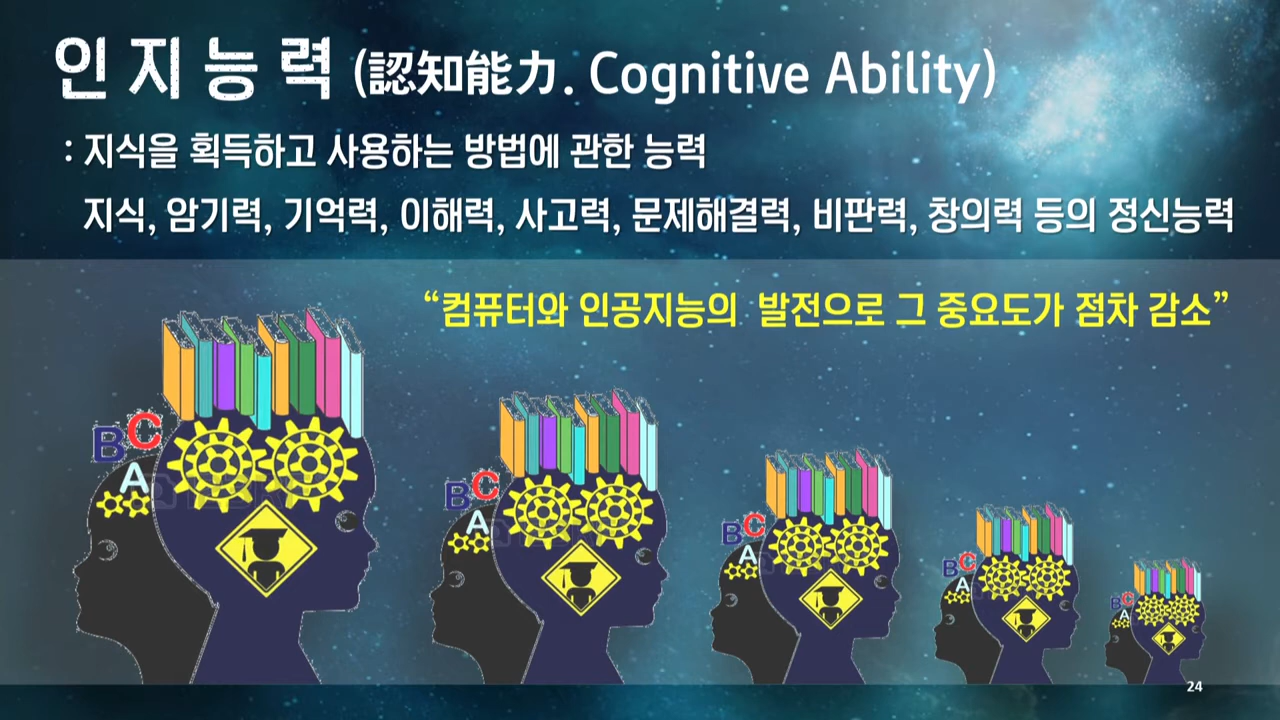 인지능력 (認知能力. Cognitive Ability)
: 지식을 획득하고 사용하는 방법에 관한 능력
지식, 암기력, 기억력, 이해력, 사고력, 문제해결력, 비판력, 창의력 등의 정신능력
“컴퓨터와 인공지능의 발전으로 그 중요도가 점차 감소”
B C
A
B C
A
B C
A
B C
A
B C
A
24